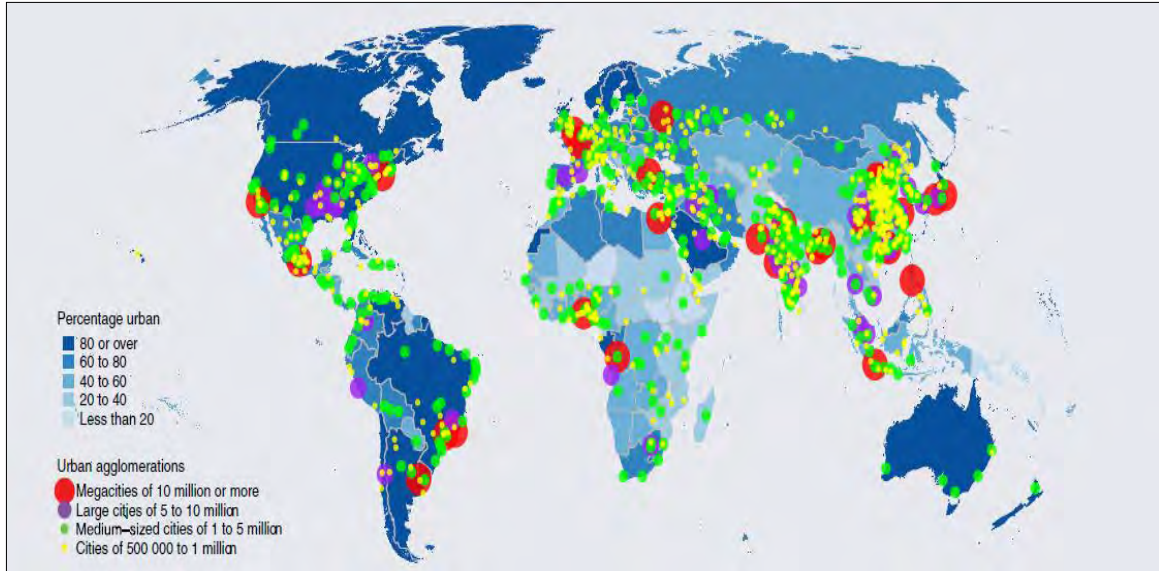 Percentage urban
80 or over
60 to 80
40 to 60
20 to 40
Less than 20
Urban agglomerations
Megacities of 10 million or more
Large cities of 5 to 10 million
Medium–sized cities of 1 to 5 million
Cities of 500 000 to 1 million